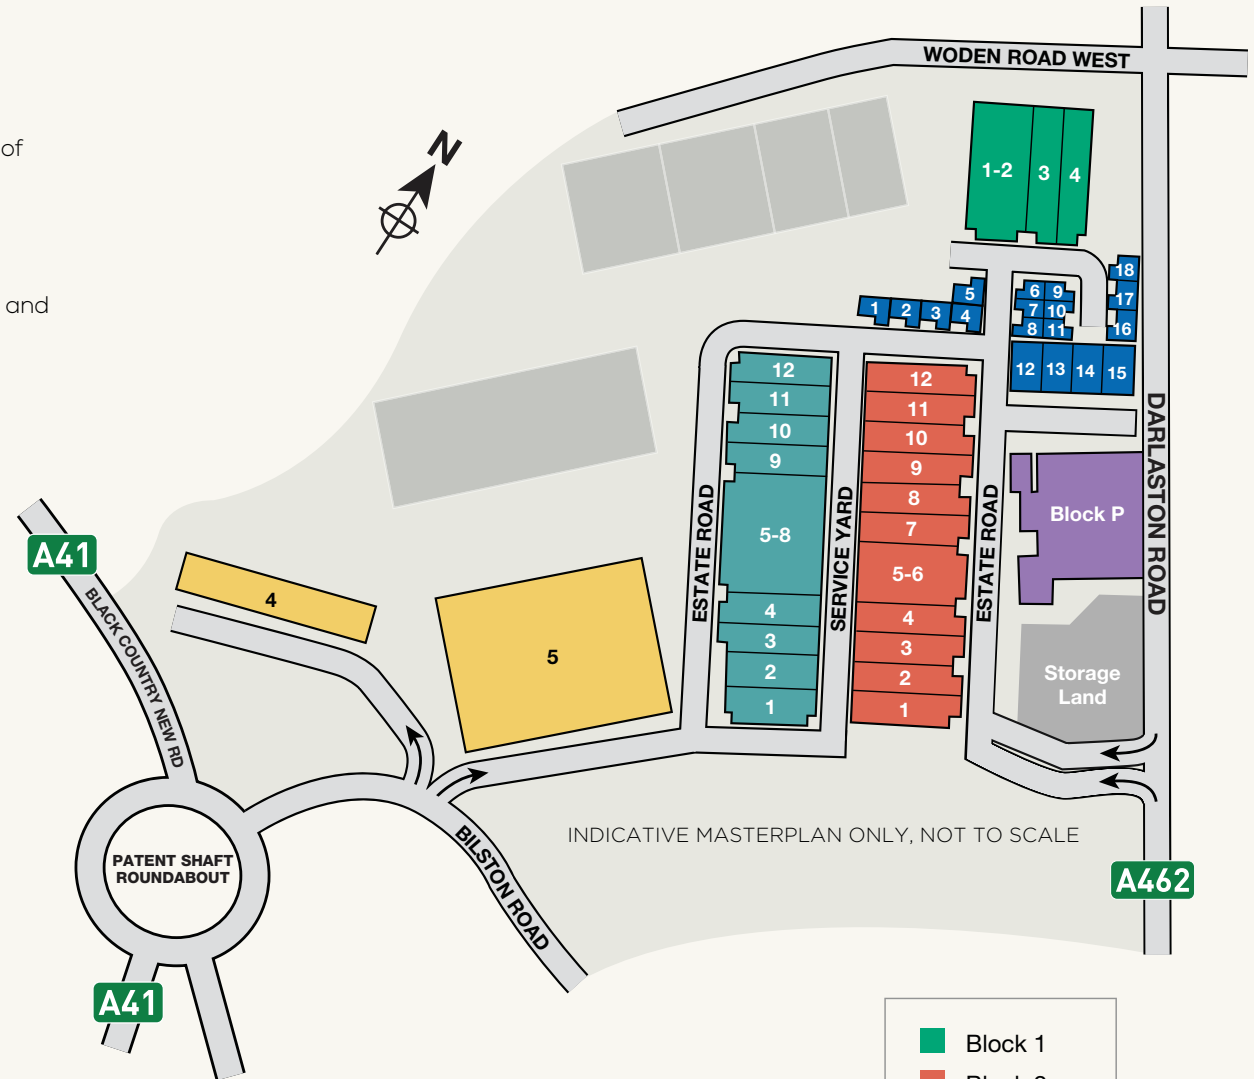 of
and
N
WODEN ROAD WEST
1-2
3
4
18
17
16
5
1
2
3
4
6
9
7
10
8
11
12
13
14
15
12
11
10
9
5-8
4
3
2
1
12
11
10
9
8
7
5-6
4
3
2
1
ESTATE ROAD
SERVICE YARD
ESTATE ROAD
DARLASTON ROAD
Block P
Storage
Land
A41
BLACK COUNTRY NEW RD
4
5
PATENT SHAFT
ROUNDABOUT
BILSTON ROAD
INDICATIVE MASTERPLAN ONLY, NOT TO SCALE
A462
A41
Block 1